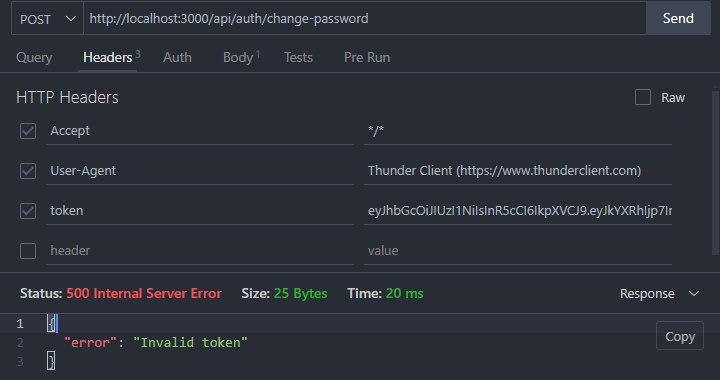 POST http://localhost:3000/api/auth/change-password Send
Query Headers 3 Auth Body 1 Tests Pre Run
HTTP Headers Raw
Accept */*
User-Agent Thunder Client (https://www.thunderclient.com)
token eyJhbGciOiJIUzI1NiIsInR5cCI6IkpXVCJ9.eyJkYXRhIjp7Ir
header value
Status: 500 Internal Server Error Size: 25 Bytes Time: 20 ms Response
1 {
2 "error": "Invalid token"
3 }
Copy